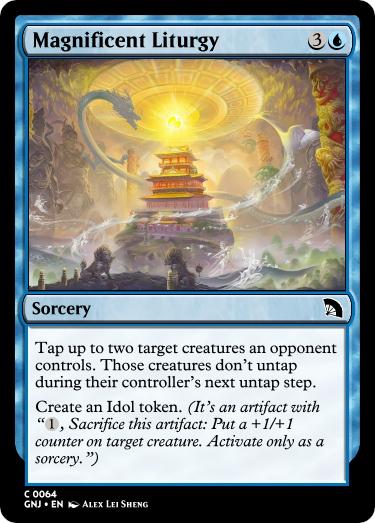 Magnificent Liturgy 3
Sorcery
Tap up to two target creatures an opponent
controls. Those creatures don't untap
during their controller's next untap step.
Create an Idol token. (It's an artifact with
"1, Sacrifice this artifact: Put a +1/+1
counter on target creature. Activate only as
a sorcery.")
C 0064
GNJ • EN Alex Lei Sheng